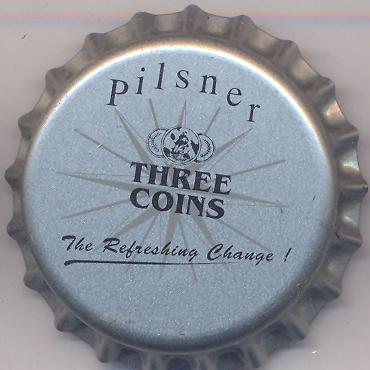 Pilsner
THREE
COINS
The Refreshing Change !